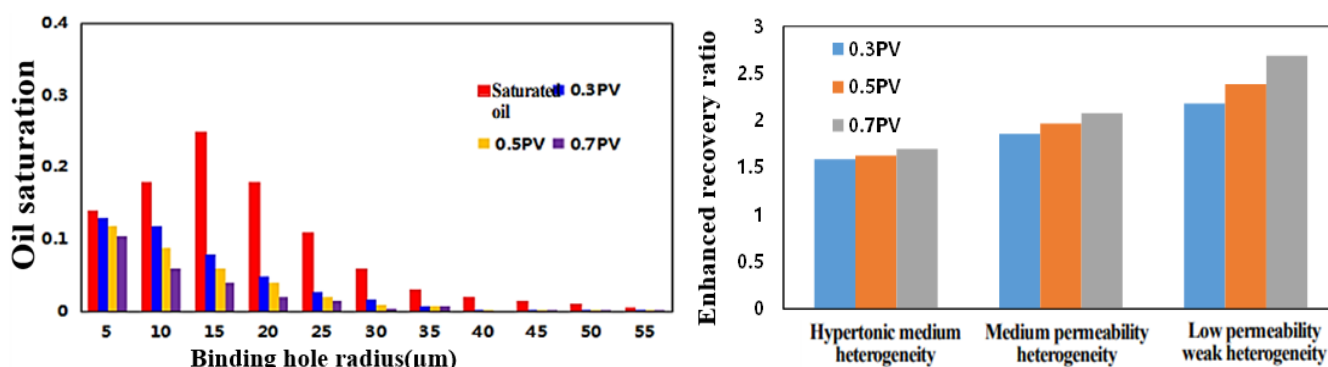 Oil saturation
0.4
0.3
0.2
0.1
0
Saturated oil
0.3PV
0.5PV
0.7PV
5 10 15 20 25 30 35 40 45 50 55
Binding hole radius(μm)
Enhanced recovery ratio
3
2.5
2
1.5
1
0.5
0
0.3PV
0.5PV
0.7PV
Hypertonic medium
heterogeneity
Medium permeability
heterogeneity
Low permeability
weak heterogeneity